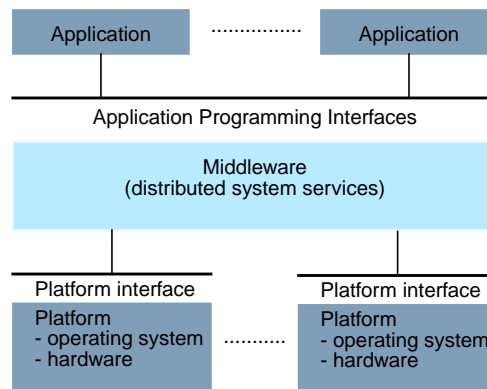 Application ............... Application
Application Programming Interfaces
Middleware
(distributed system services)
Platform interface Platform interface
Platform Platform
- operating system ........... - operating system
- hardware - hardware